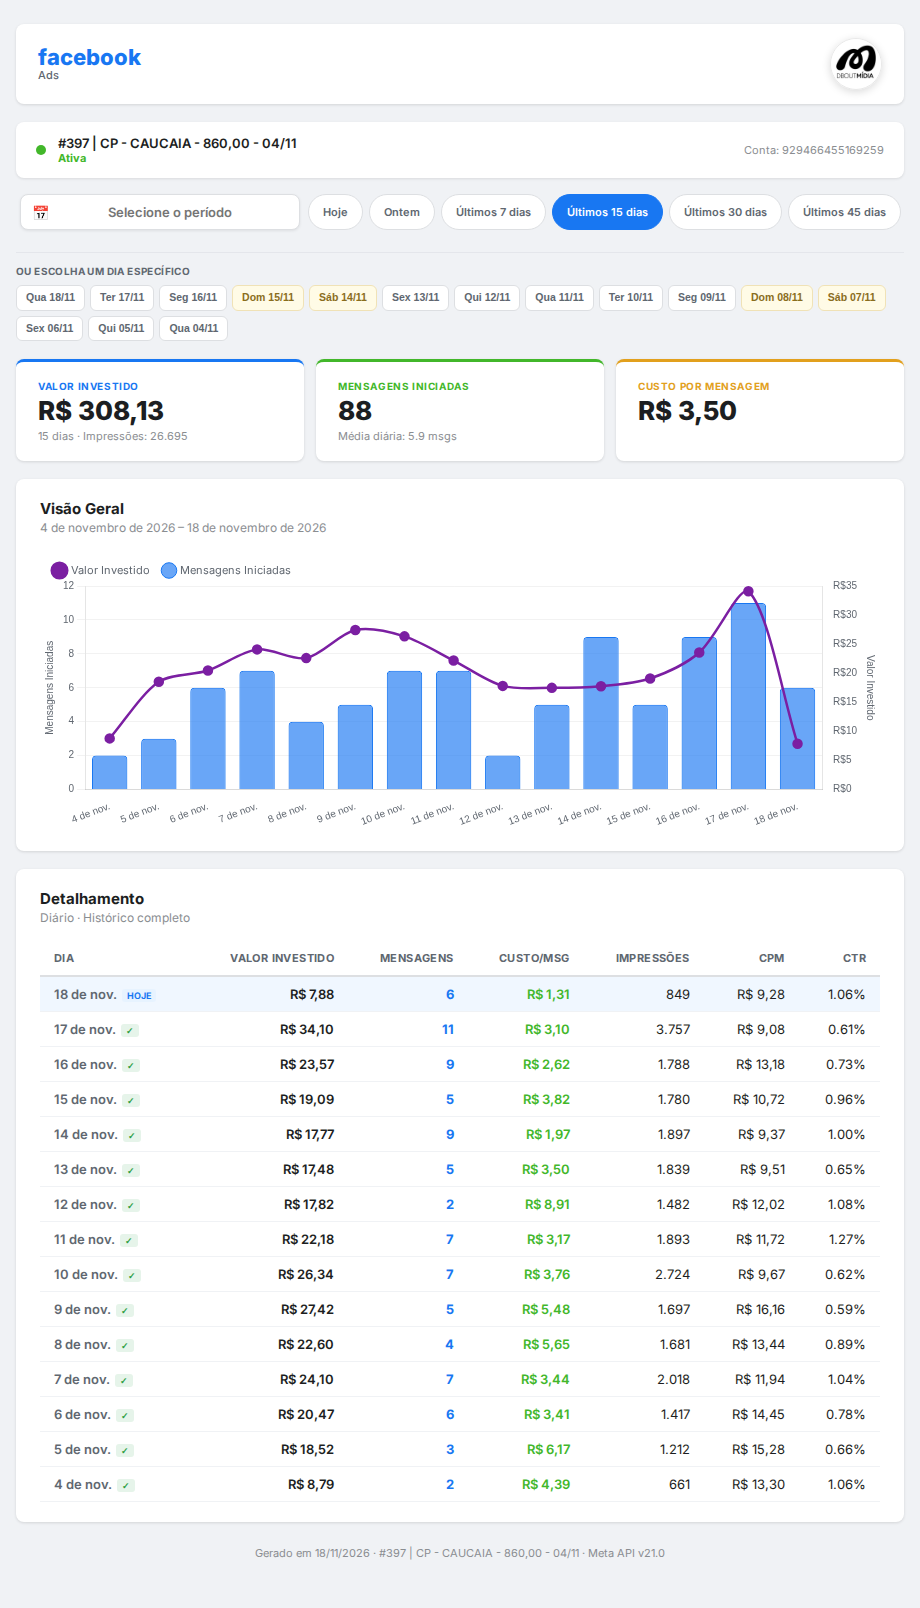 facebook
Ads
DBOUTMÍDIA
#397 | CP - CAUCAIA - 860,00 - 04/11
Ativa
Conta: 929466455169259
Selecione o período
Hoje
Ontem
Últimos 7 dias
Últimos 15 dias
Últimos 30 dias
Últimos 45 dias
OU ESCOLHA UM DIA ESPECÍFICO
Qua 18/11 Ter 17/11 Seg 16/11 Dom 15/11 Sáb 14/11 Sex 13/11 Qui 12/11 Qua 11/11 Ter 10/11 Seg 09/11 Dom 08/11 Sáb 07/11
Sex 06/11 Qui 05/11 Qua 04/11
VALOR INVESTIDO
R$ 308,13
15 dias · Impressões: 26.695
MENSAGENS INICIADAS
88
Média diária: 5.9 msgs
CUSTO POR MENSAGEM
R$ 3,50
Visão Geral
4 de novembro de 2026 – 18 de novembro de 2026
Valor Investido Mensagens Iniciadas
Mensagens Iniciadas
12
10
8
6
4
2
0
R$35
R$30
R$25
R$20
R$15
R$10
R$5
R$0
Valor Investido
4 de nov. 5 de nov. 6 de nov. 7 de nov. 8 de nov. 9 de nov. 10 de nov. 11 de nov. 12 de nov. 13 de nov. 14 de nov. 15 de nov. 16 de nov. 17 de nov. 18 de nov.
Detalhamento
Diário · Histórico completo
DIA VALOR INVESTIDO MENSAGENS CUSTO/MSG IMPRESSÕES CPM CTR
18 de nov. HOJE R$ 7,88 6 R$ 1,31 849 R$ 9,28 1.06%
17 de nov. ✓ R$ 34,10 11 R$ 3,10 3.757 R$ 9,08 0.61%
16 de nov. ✓ R$ 23,57 9 R$ 2,62 1.788 R$ 13,18 0.73%
15 de nov. ✓ R$ 19,09 5 R$ 3,82 1.780 R$ 10,72 0.96%
14 de nov. ✓ R$ 17,77 9 R$ 1,97 1.897 R$ 9,37 1.00%
13 de nov. ✓ R$ 17,48 5 R$ 3,50 1.839 R$ 9,51 0.65%
12 de nov. ✓ R$ 17,82 2 R$ 8,91 1.482 R$ 12,02 1.08%
11 de nov. ✓ R$ 22,18 7 R$ 3,17 1.893 R$ 11,72 1.27%
10 de nov. ✓ R$ 26,34 7 R$ 3,76 2.724 R$ 9,67 0.62%
9 de nov. ✓ R$ 27,42 5 R$ 5,48 1.697 R$ 16,16 0.59%
8 de nov. ✓ R$ 22,60 4 R$ 5,65 1.681 R$ 13,44 0.89%
7 de nov. ✓ R$ 24,10 7 R$ 3,44 2.018 R$ 11,94 1.04%
6 de nov. ✓ R$ 20,47 6 R$ 3,41 1.417 R$ 14,45 0.78%
5 de nov. ✓ R$ 18,52 3 R$ 6,17 1.212 R$ 15,28 0.66%
4 de nov. ✓ R$ 8,79 2 R$ 4,39 661 R$ 13,30 1.06%
Gerado em 18/11/2026 · #397 | CP - CAUCAIA - 860,00 - 04/11 · Meta API v21.0